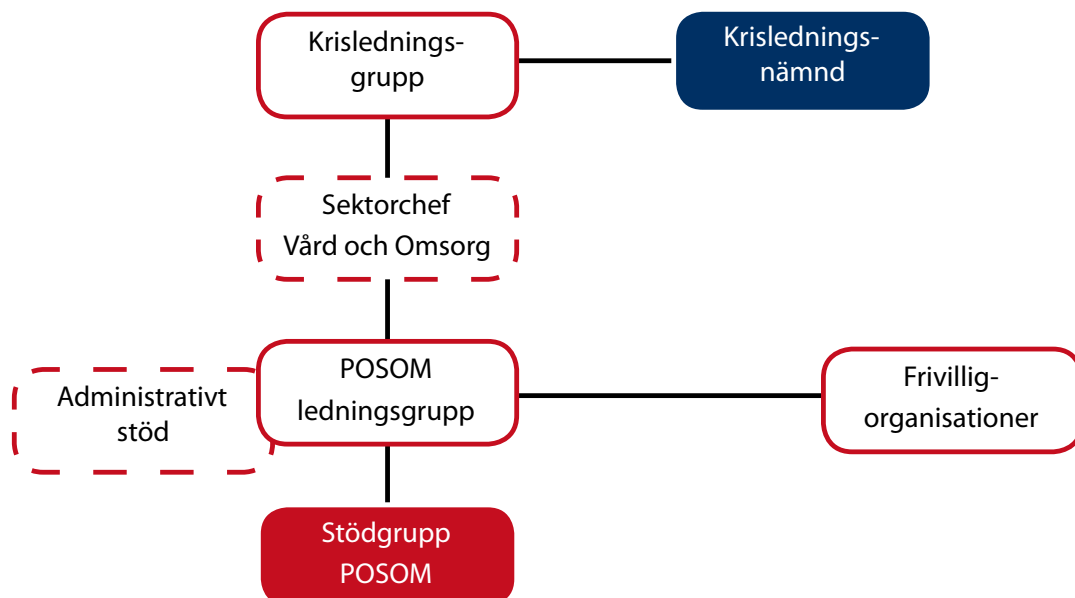 Krislednings-
grupp
Krislednings-
nämnd
Sektorchef
Vård och Omsorg
Administrativt
stöd
POSOM
ledningsgrupp
Frivillig-
organisationer
Stödgrupp
POSOM